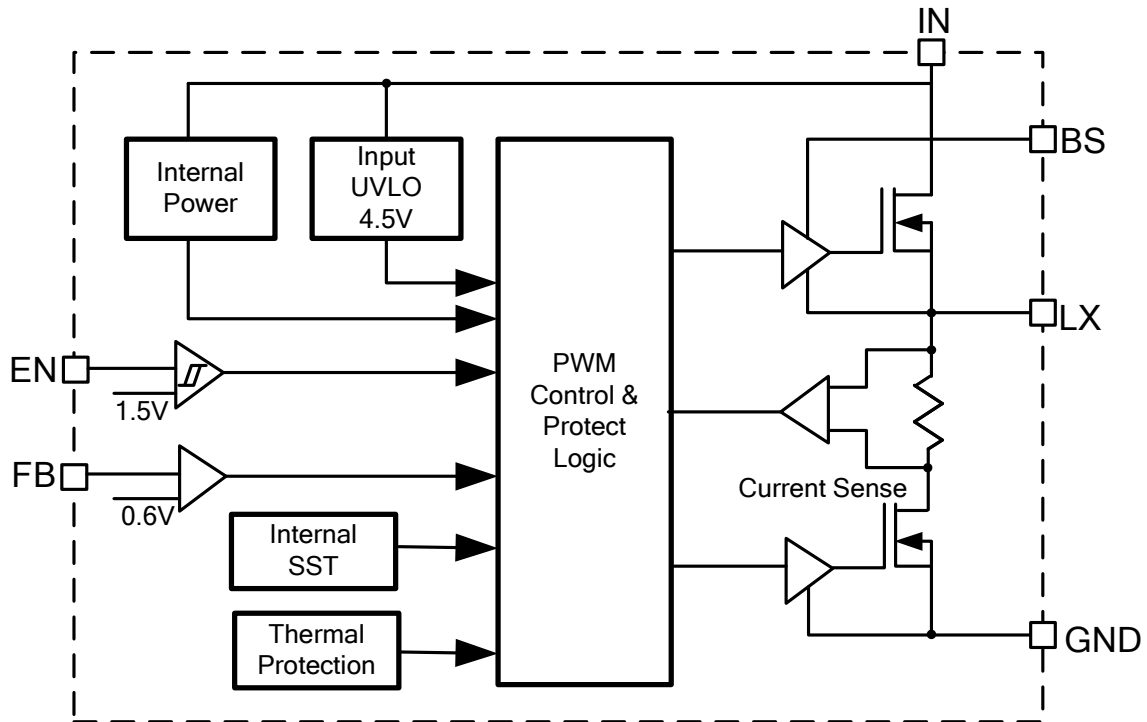 IN
BS
Internal
Power
Input
UVLO
4.5V
LX
EN
1.5V
PWM
Control &
Protect
Logic
FB
0.6V
Current Sense
Internal
SST
Thermal
Protection
GND